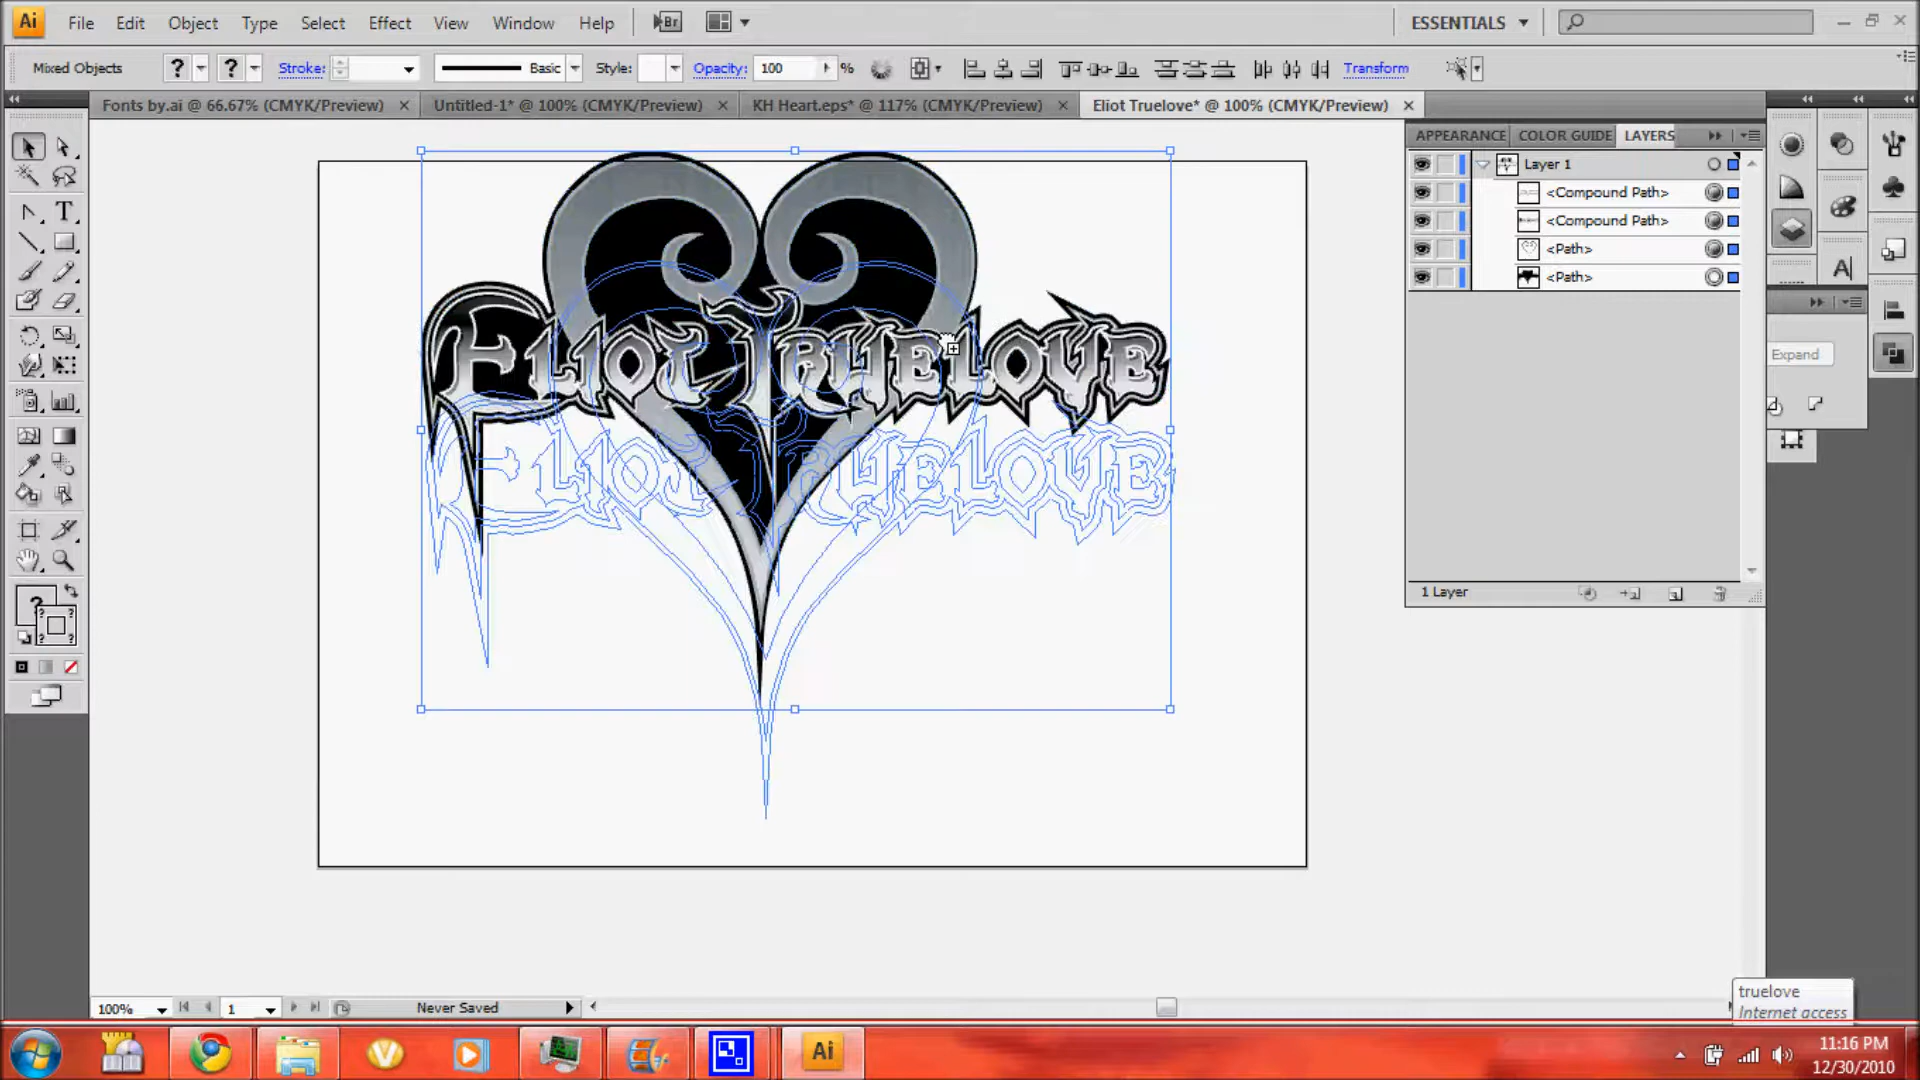 Ai File Edit Object Type Select Effect View Window Help Br ESSENTIALS
Mixed Objects ? ? Stroke: Basic Style: Opacity: 100 % Transform
Fonts by.ai @ 66.67% (CMYK/Preview) Untitled-1* @ 100% (CMYK/Preview) KH Heart.eps* @ 117% (CMYK/Preview) Eliot Truelove* @ 100% (CMYK/Preview)
APPEARANCE COLOR GUIDE LAYERS
Layer 1
<Compound Path>
<Compound Path>
<Path>
<Path>
Eliot Truelove
Expand
1 Layer
100% 1 Never Saved
truelove
Internet access
Ai
11:16 PM
12/30/2010